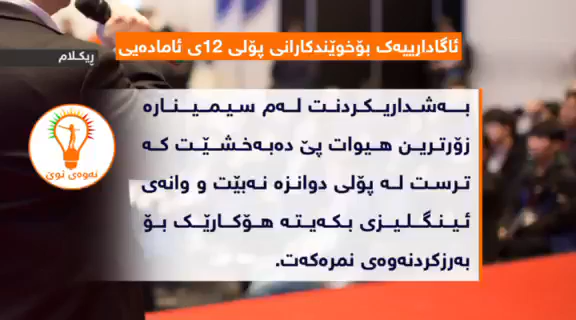 ئاگادارییەک بۆخوێندکارانی پۆلی 12ی ئامادەیی
ڕیکلام
بەشداریکردنت لەم سیمینارە
زۆرترین هیوات پێ دەبەخشێت کە
ترست لە پۆلی دوانزە نەبێت و وانەی
ئینگلیزی بکەیتە هۆکارێک بۆ
بەرزکردنەوەی نمرەکەت.
نەوەی نوێ